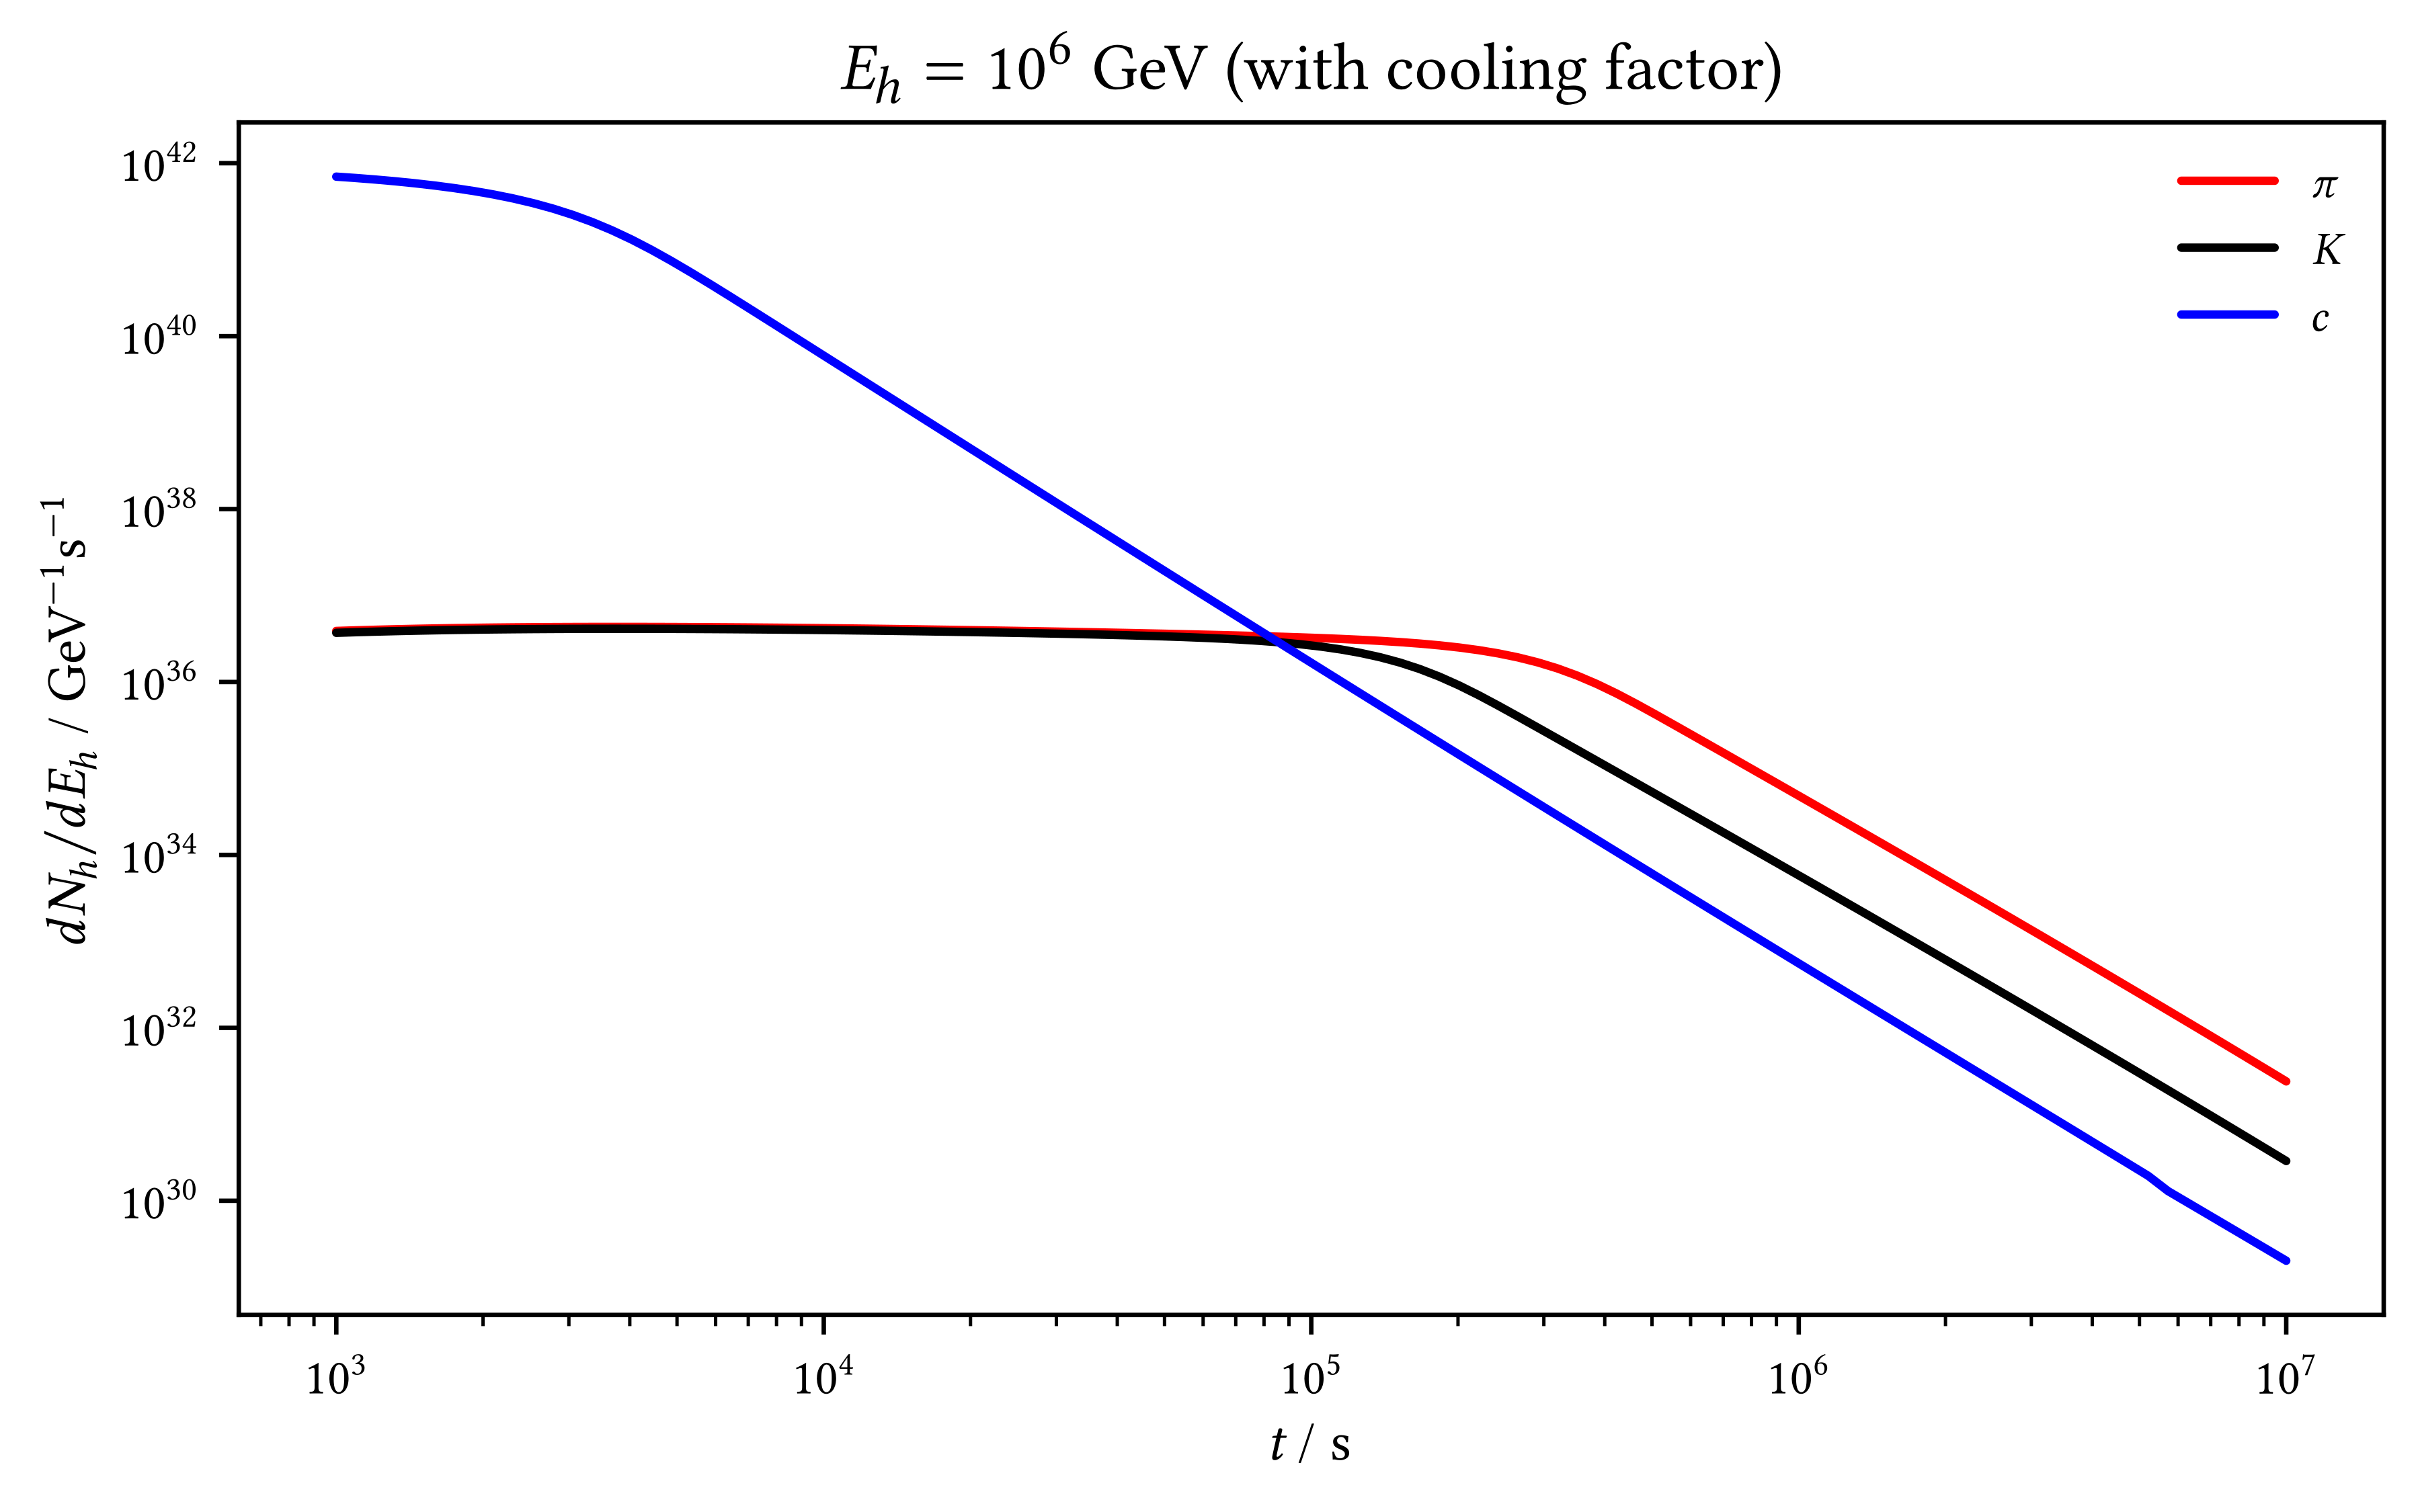 E_h = 10^6 GeV (with cooling factor)
dN_h/dE_h / GeV^−1 s^−1
10^42
10^40
10^38
10^36
10^34
10^32
10^30
π
K
c
10^3 10^4 10^5 10^6 10^7
t / s